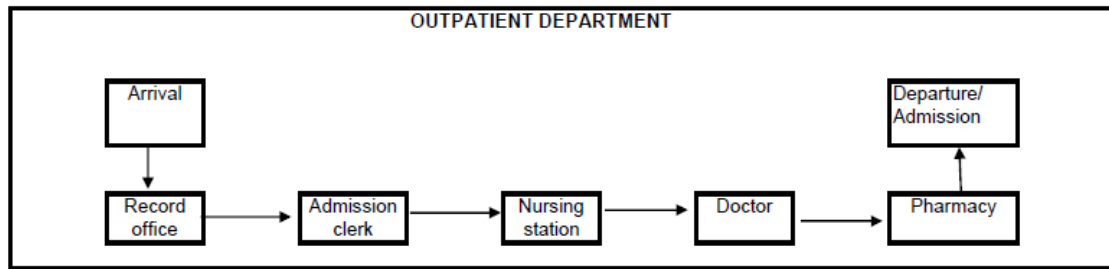 OUTPATIENT DEPARTMENT
Arrival
Departure/
Admission
Record
office
Admission
clerk
Nursing
station
Doctor
Pharmacy